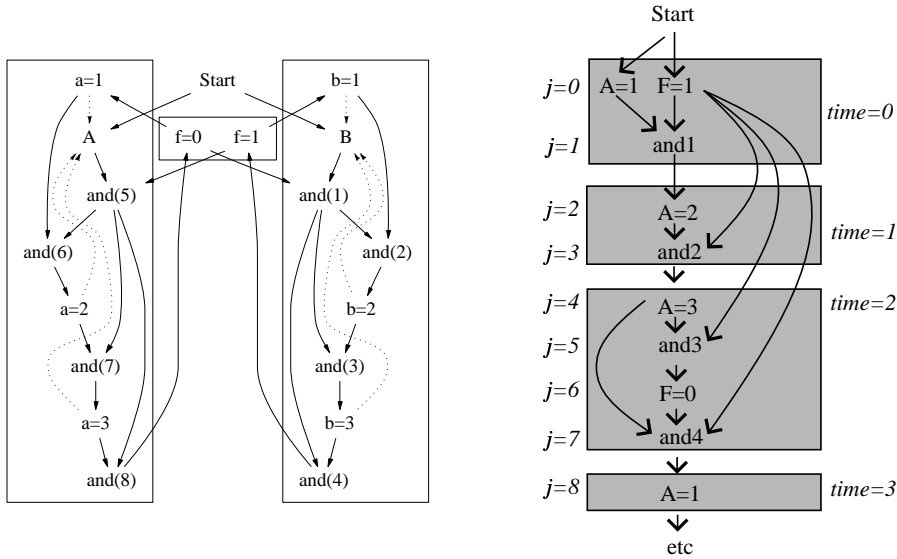 a=1
Start
b=1
A
f=0
f=1
B
and(5)
and(1)
and(6)
and(2)
a=2
b=2
and(7)
and(3)
a=3
b=3
and(8)
and(4)
Start
j=0
A=1
F=1
time=0
j=1
and1
j=2
A=2
time=1
j=3
and2
j=4
A=3
time=2
j=5
and3
j=6
F=0
j=7
and4
j=8
A=1
time=3
etc